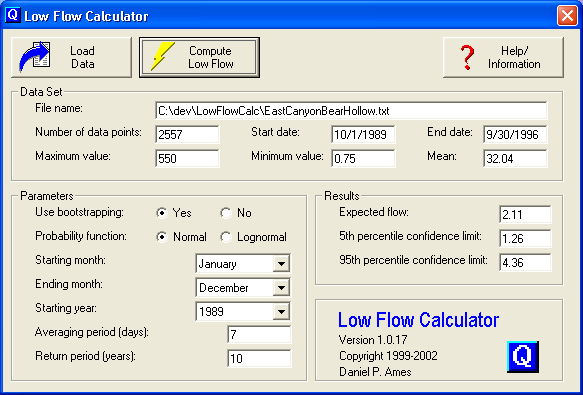 Low Flow Calculator
Load Data
Compute Low Flow
Help/ Information
Data Set
File name: C:\dev\LowFlowCalc\EastCanyonBearHollow.txt
Number of data points: 2557 Start date: 10/1/1989 End date: 9/30/1996
Maximum value: 550 Minimum value: 0.75 Mean: 32.04
Parameters
Use bootstrapping: Yes No
Probability function: Normal Lognormal
Starting month: January
Ending month: December
Starting year: 1989
Averaging period (days): 7
Return period (years): 10
Results
Expected flow: 2.11
5th percentile confidence limit: 1.26
95th percentile confidence limit: 4.36
Low Flow Calculator
Version 1.0.17
Copyright 1999-2002
Daniel P. Ames
Q